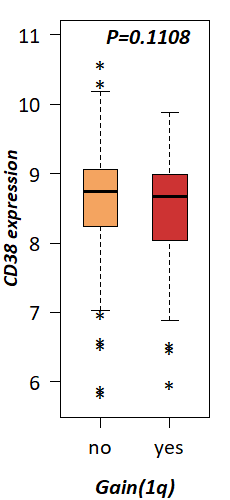 P=0.1108
11
10
9
8
7
6
CD38 expression
no yes
Gain(1q)